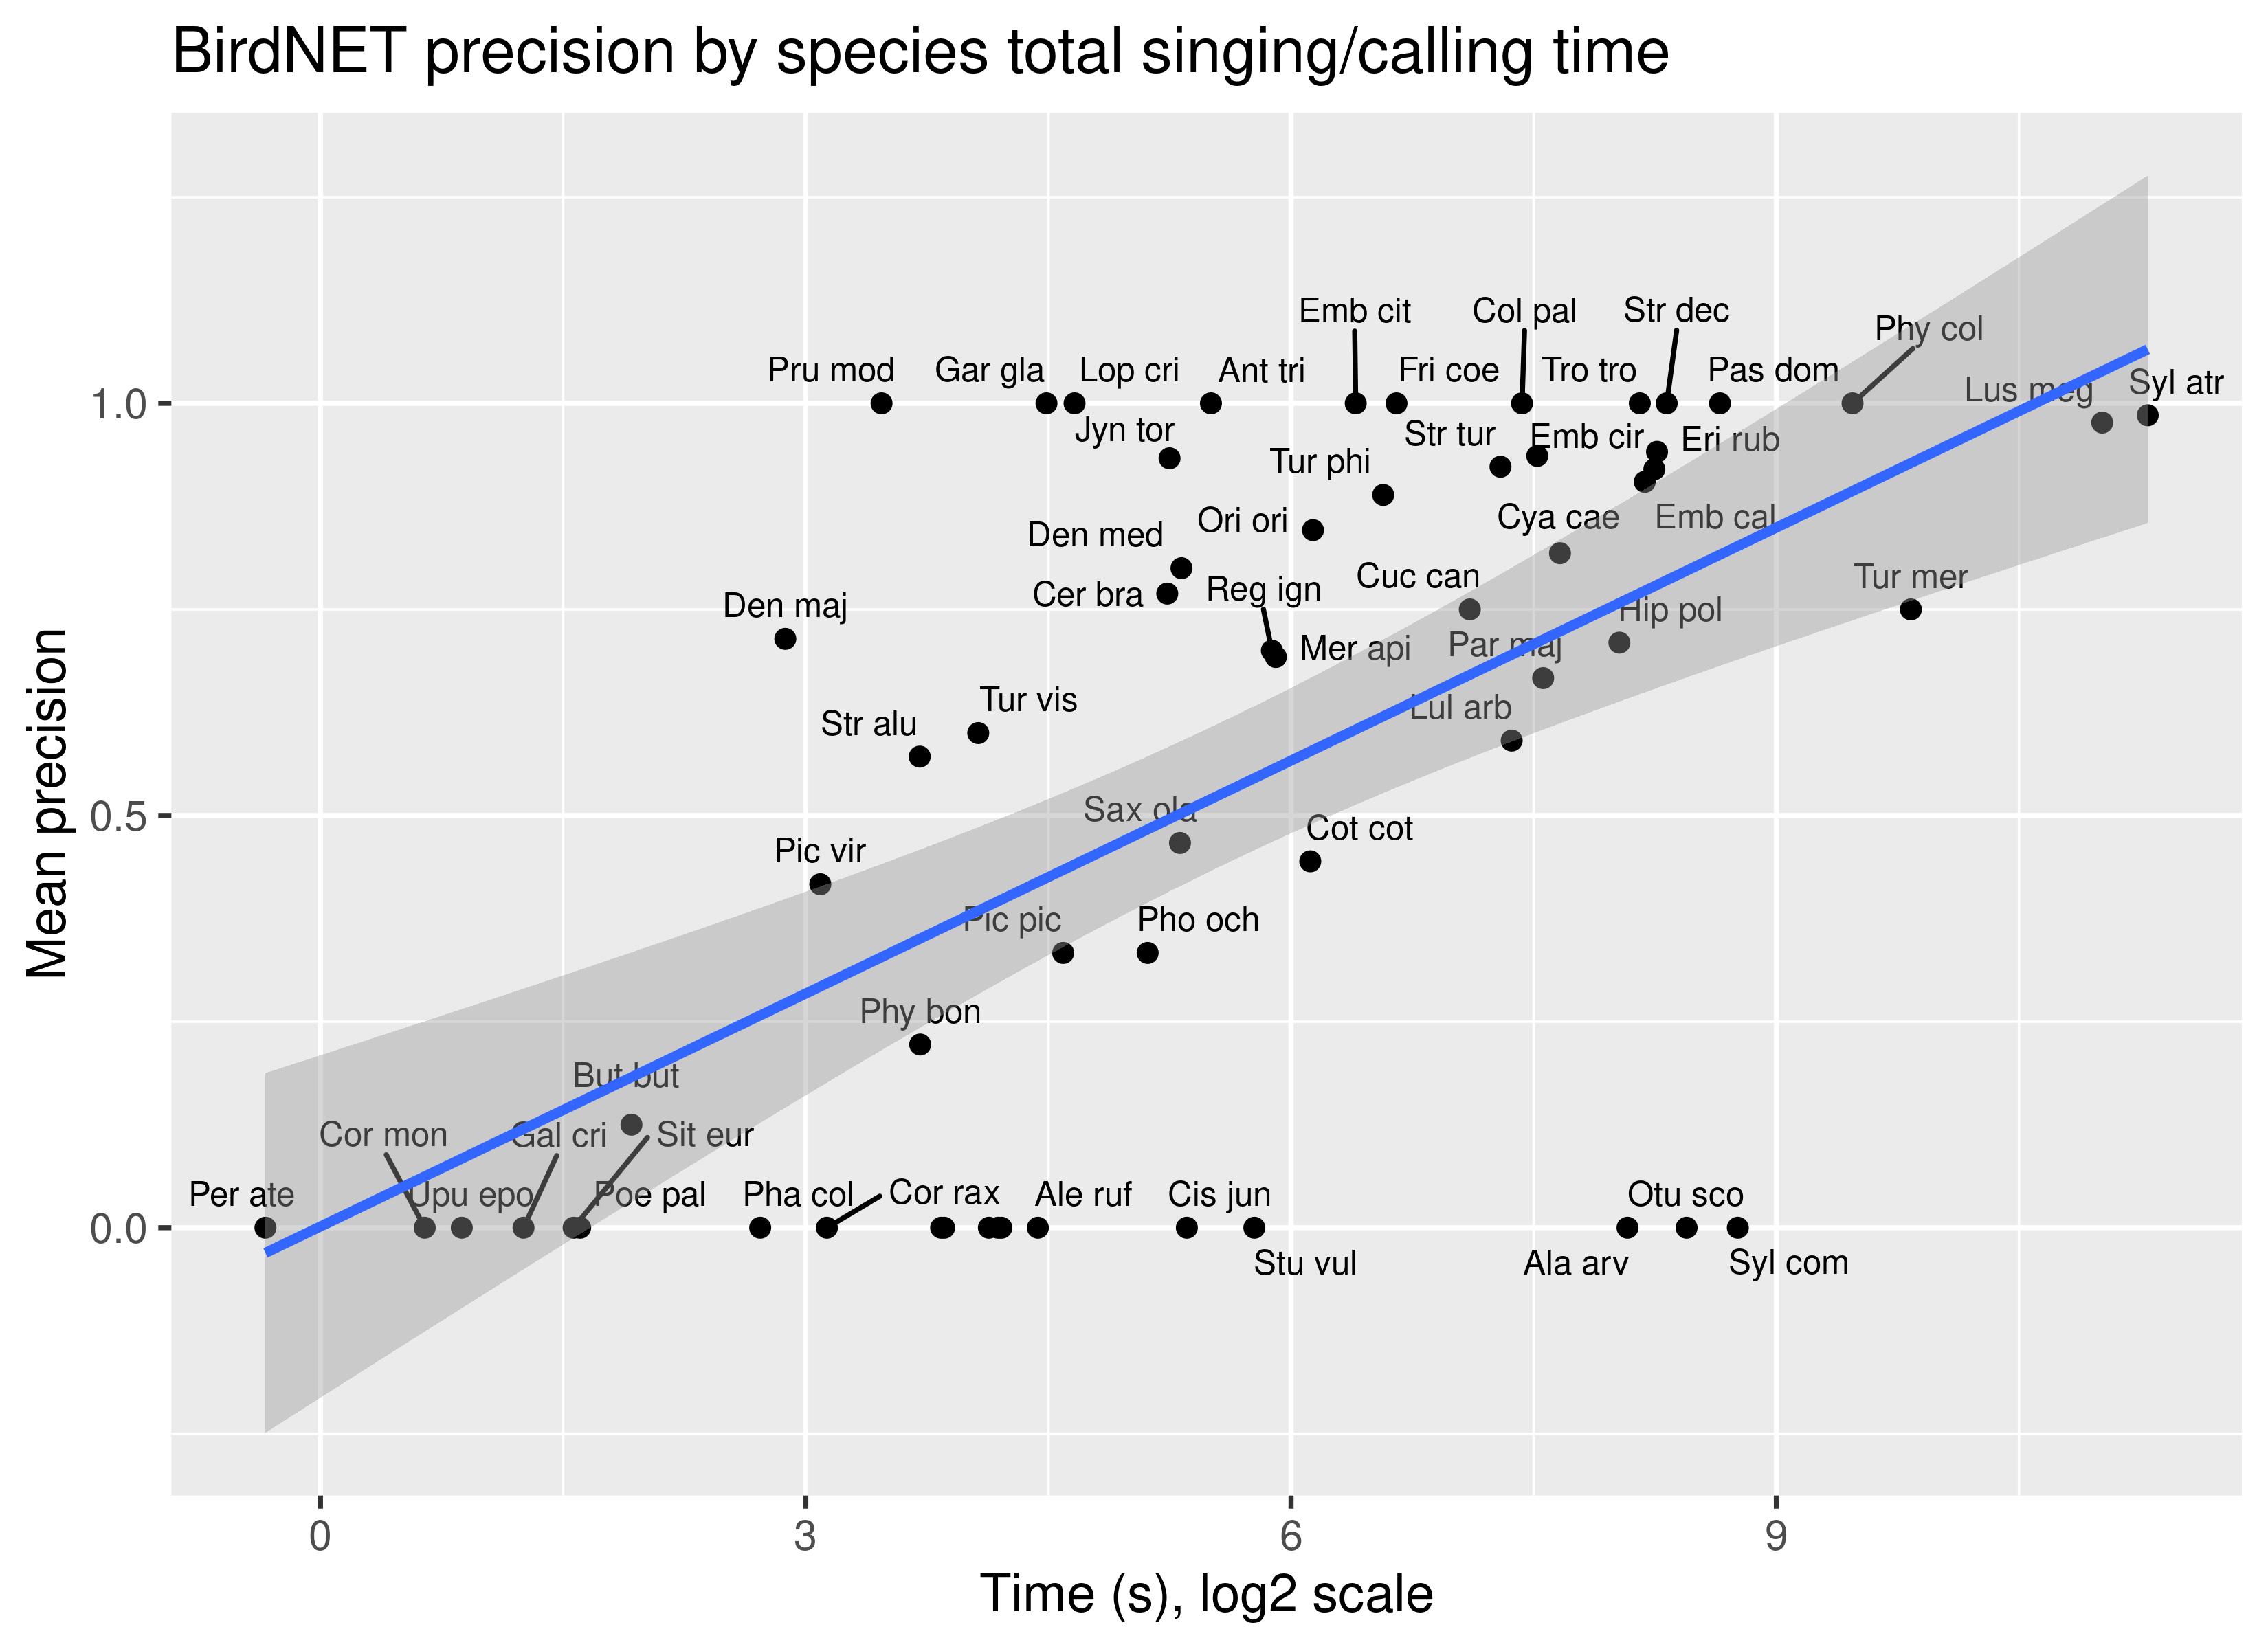 BirdNET precision by species total singing/calling time
Emb cit
Col pal
Str dec
Phy col
Pru mod
Gar gla
Lop cri
Ant tri
Fri coe
Tro tro
Pas dom
Lus meg
Syl atr
1.0
Jyn tor
Str tur
Emb cir
Eri rub
Tur phi
Ori ori
Cya cae
Emb cal
Den med
Cuc can
Tur mer
Cer bra
Reg ign
Den maj
Hip pol
Mer api
Par maj
Tur vis
Lul arb
Str alu
Sax ola
0.5
Cot cot
Pic vir
Pic pic
Pho och
Phy bon
But but
Cor mon
Gal cri
Sit eur
Per ate
Upu epo
Poe pal
Pha col
Cor rax
Ale ruf
Cis jun
Otu sco
0.0
Stu vul
Ala arv
Syl com
Mean precision
0
3
6
9
Time (s), log2 scale